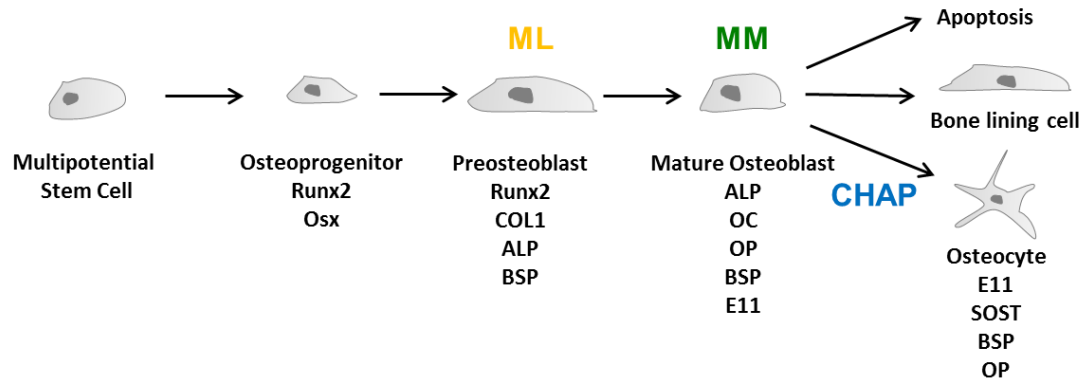 Apoptosis
ML
MM
Bone lining cell
Multipotential
Stem Cell
Osteoprogenitor
Runx2
Osx
Preosteoblast
Runx2
COL1
ALP
BSP
Mature Osteoblast
ALP
OC
OP
BSP
E11
CHAP
Osteocyte
E11
SOST
BSP
OP